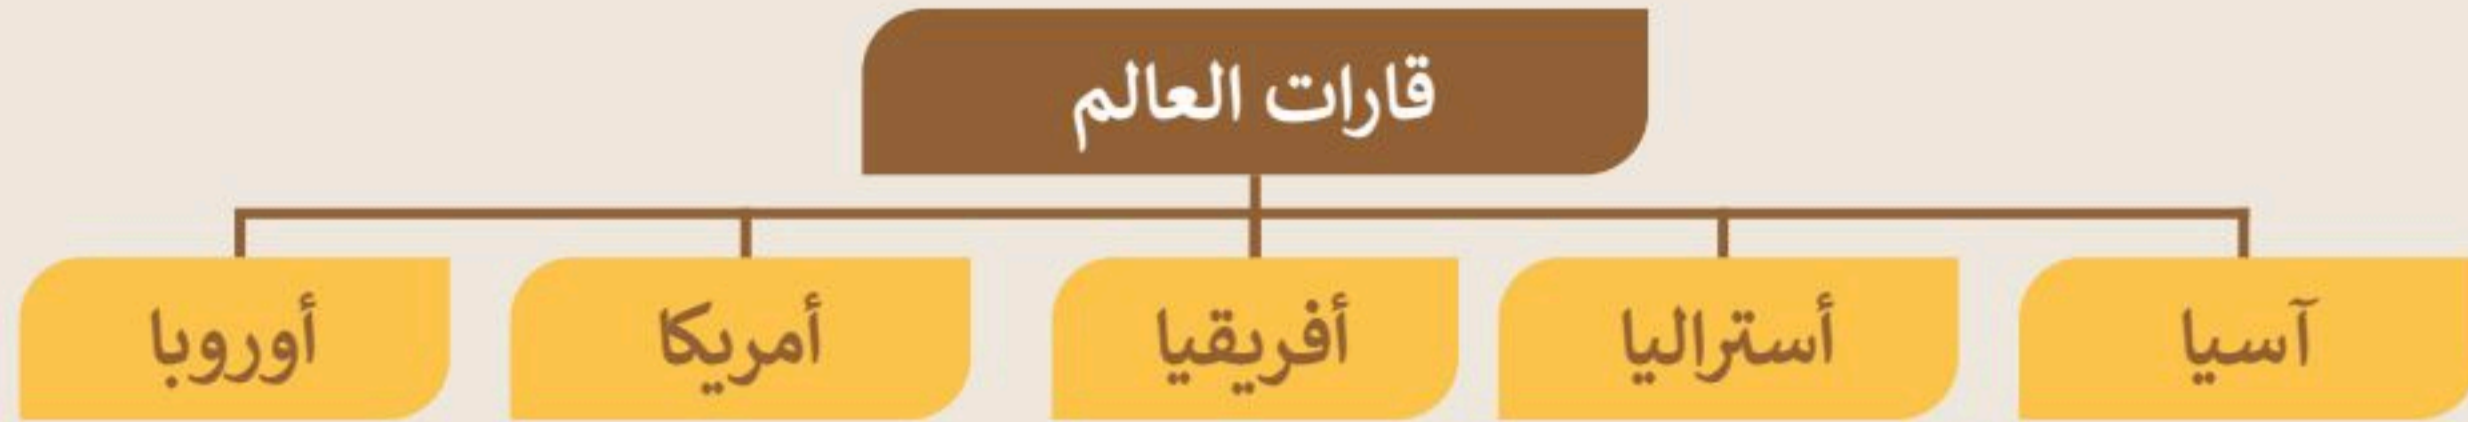 قارات العالم
آسيا
أستراليا
أفريقيا
أمريكا
أوروبا